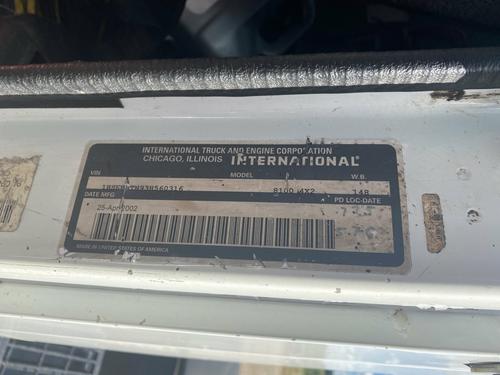 INTERNATIONAL TRUCK AND ENGINE CORPORATION
CHICAGO, ILLINOIS INTERNATIONAL
VIN MODEL W.B.
8100 4X2 148
DATE MFG PD LOC-DATE
25-Apr-2002
MADE IN UNITED STATES OF AMERICA